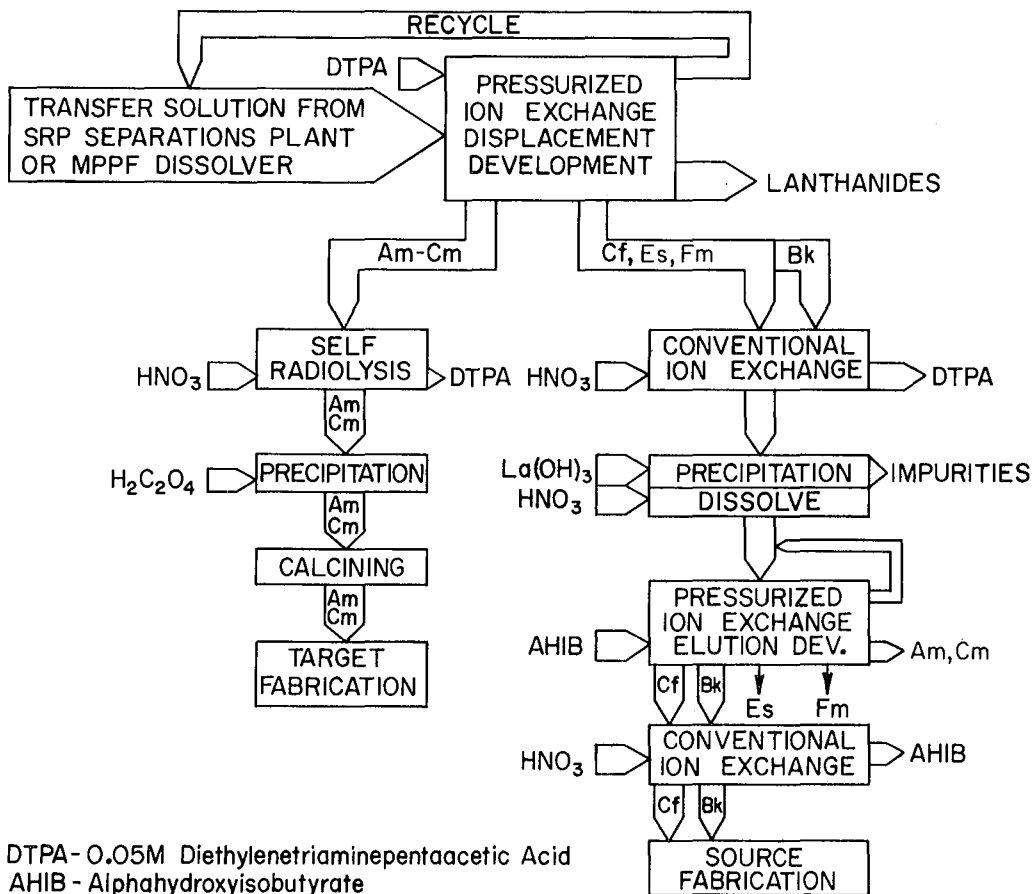 RECYCLE
DTPA
PRESSURIZED
ION EXCHANGE
DISPLACEMENT
DEVELOPMENT
TRANSFER SOLUTION FROM
SRP SEPARATIONS PLANT
OR MPPF DISSOLVER
LANTHANIDES
Am-Cm
Cf, Es, Fm
Bk
SELF
RADIOLYSIS
HNO₃
DTPA
Am
Cm
H₂C₂O₄
PRECIPITATION
Am
Cm
CALCINING
Am
Cm
TARGET
FABRICATION
CONVENTIONAL
ION EXCHANGE
HNO₃
DTPA
La(OH)₃
PRECIPITATION
IMPURITIES
HNO₃
DISSOLVE
PRESSURIZED
ION EXCHANGE
ELUTION DEV.
AHIB
Am, Cm
Cf
Bk
Es
Fm
CONVENTIONAL
ION EXCHANGE
HNO₃
AHIB
Cf
Bk
SOURCE
FABRICATION
DTPA - 0.05M Diethylenetriaminepentaacetic Acid
AHIB - Alphahydroxyisobutyrate